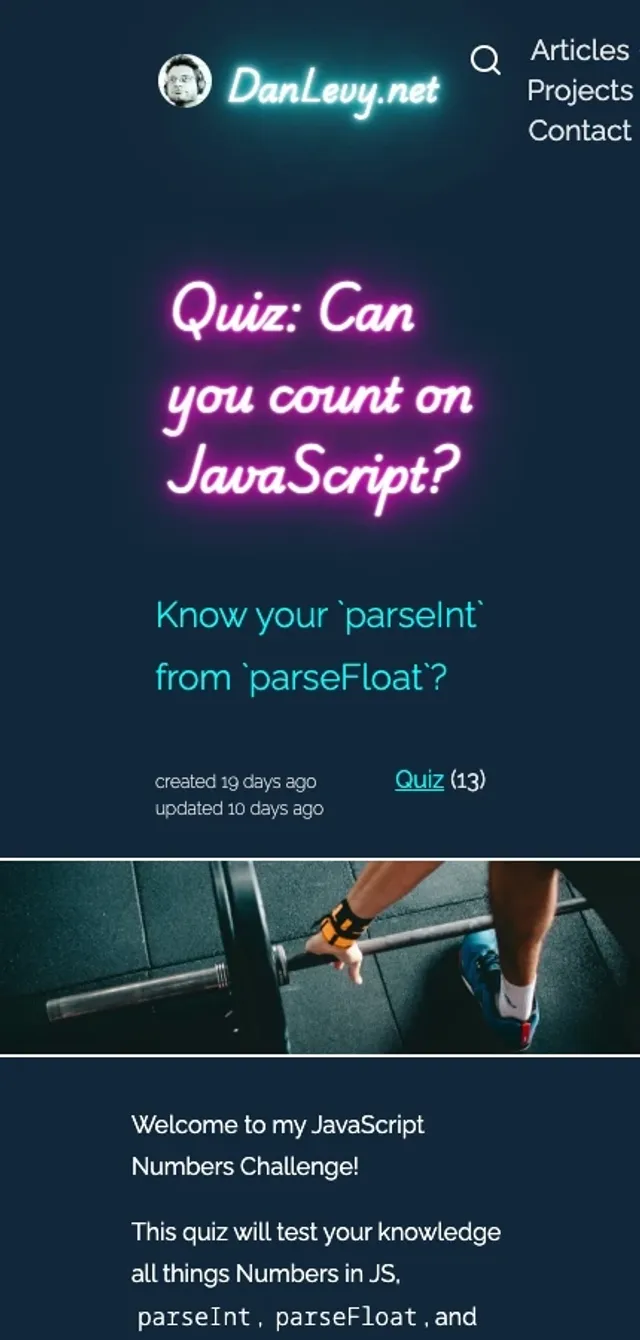 DanLevy.net
Articles
Projects
Contact
Quiz: Can
you count on
JavaScript?
Know your `parseInt`
from `parseFloat`?
created 19 days ago
updated 10 days ago
Quiz (13)
Welcome to my JavaScript
Numbers Challenge!
This quiz will test your knowledge
all things Numbers in JS,
parseInt, parseFloat, and